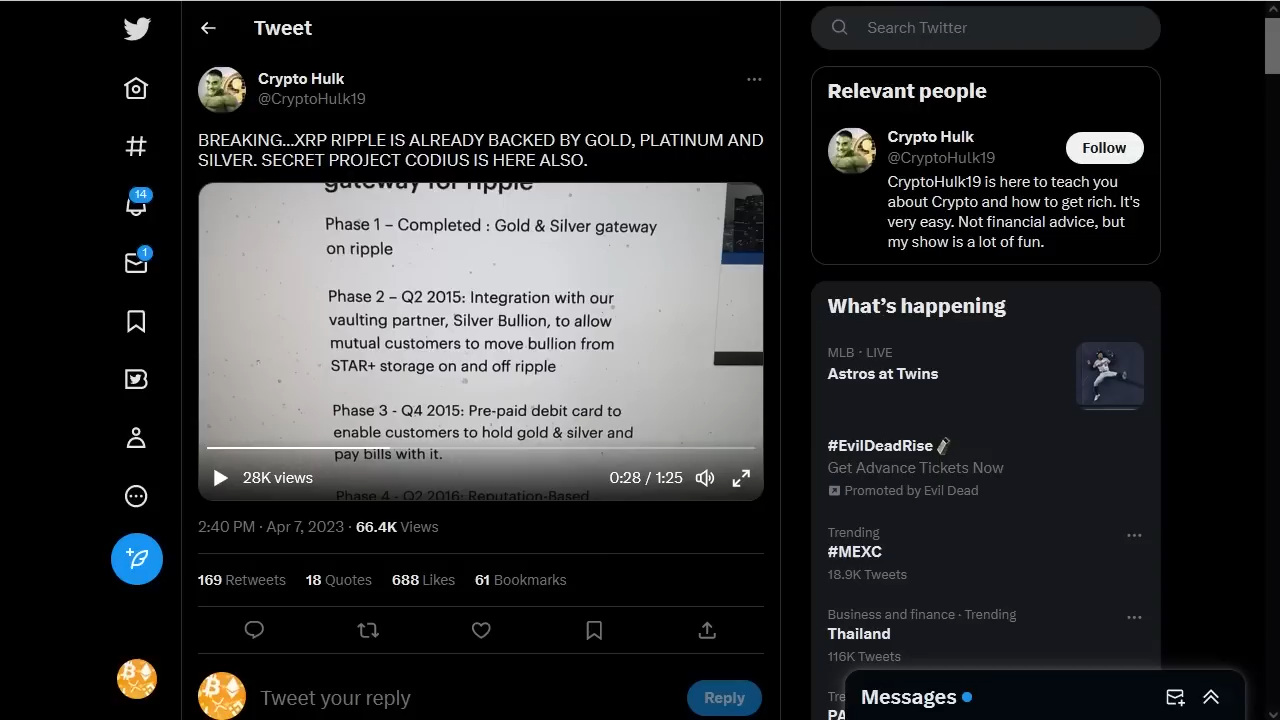 Tweet
Crypto Hulk
@CryptoHulk19
BREAKING...XRP RIPPLE IS ALREADY BACKED BY GOLD, PLATINUM AND
SILVER. SECRET PROJECT CODIUS IS HERE ALSO.
gateway for ripple
Phase 1 – Completed : Gold & Silver gateway
on ripple
Phase 2 – Q2 2015: Integration with our
vaulting partner, Silver Bullion, to allow
mutual customers to move bullion from
STAR+ storage on and off ripple
Phase 3 - Q4 2015: Pre-paid debit card to
enable customers to hold gold & silver and
pay bills with it.
Phase 4 - Q2 2016: Reputation-Based
28K views
0:28 / 1:25
2:40 PM · Apr 7, 2023 · 66.4K Views
169 Retweets 18 Quotes 688 Likes 61 Bookmarks
Tweet your reply
Reply
14
1
Search Twitter
Relevant people
Crypto Hulk
@CryptoHulk19
Follow
CryptoHulk19 is here to teach you
about Crypto and how to get rich. It's
very easy. Not financial advice, but
my show is a lot of fun.
What's happening
MLB · LIVE
Astros at Twins
#EvilDeadRise
Get Advance Tickets Now
Promoted by Evil Dead
Trending
#MEXC
18.9K Tweets
Business and finance · Trending
Thailand
116K Tweets
Messages